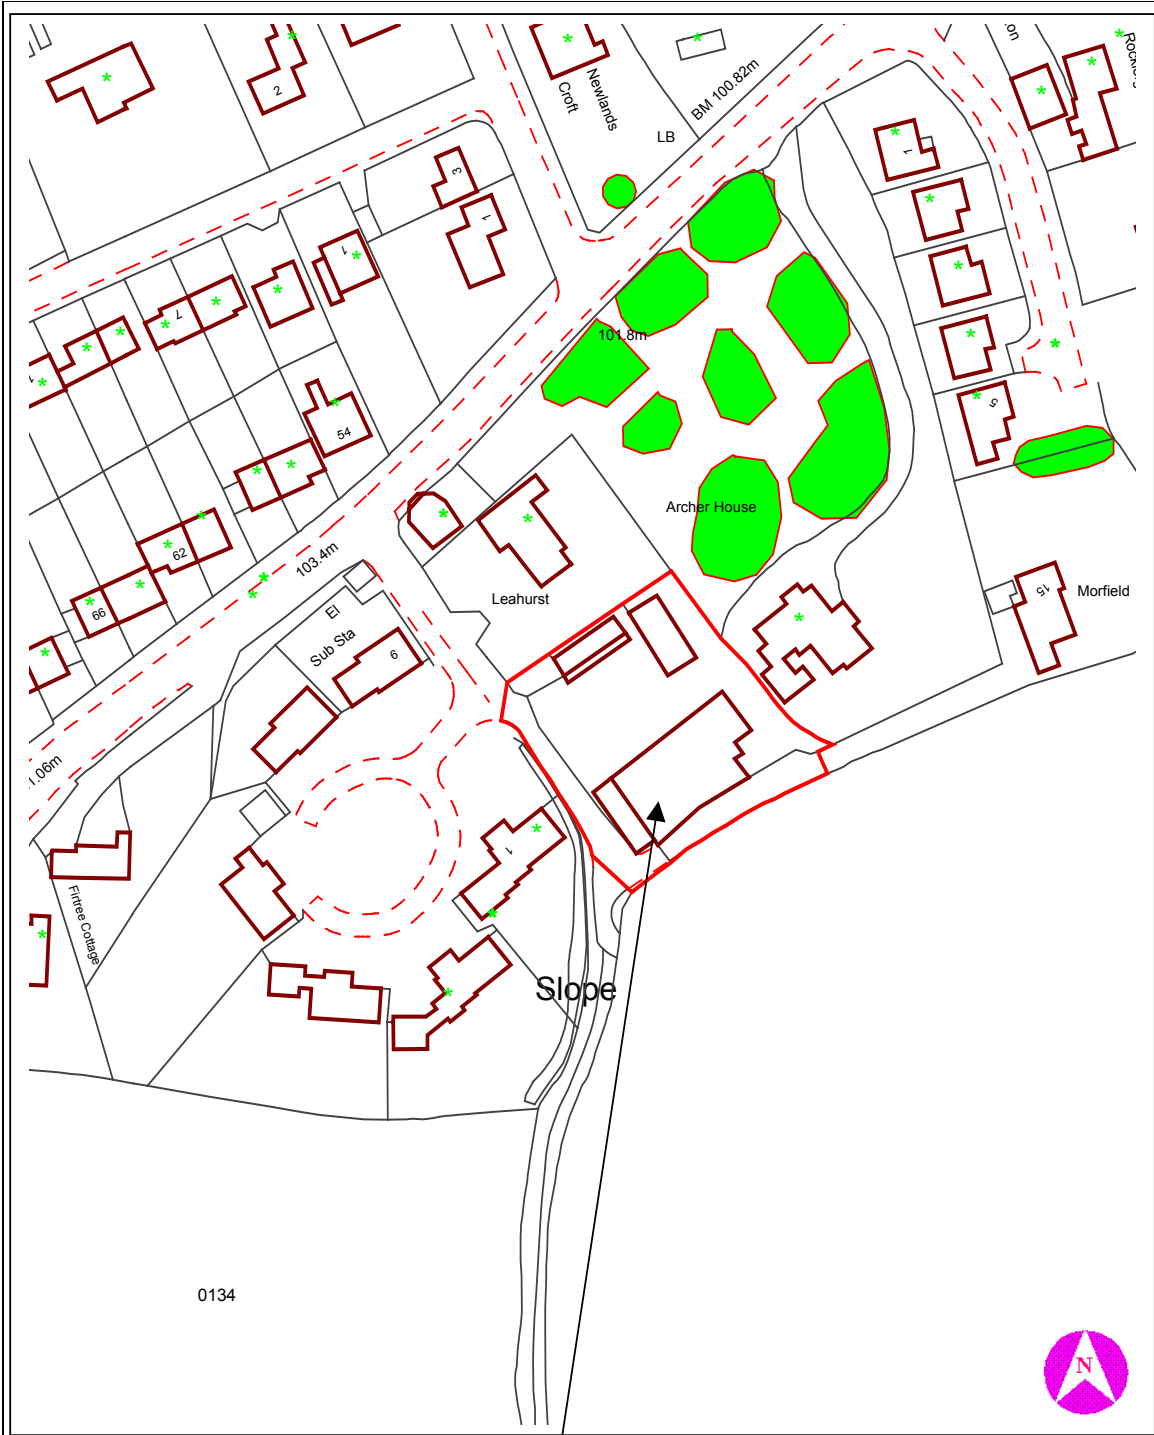 2
Newlands
Croft
BM 100.82m
LB
3
1
1
1
7
101.8m
54
5
Archer House
62
103.4m
66
Leahurst
El
Sub Sta
6
15
Morfield
1
Firtree Cottage
Slope
0134
N